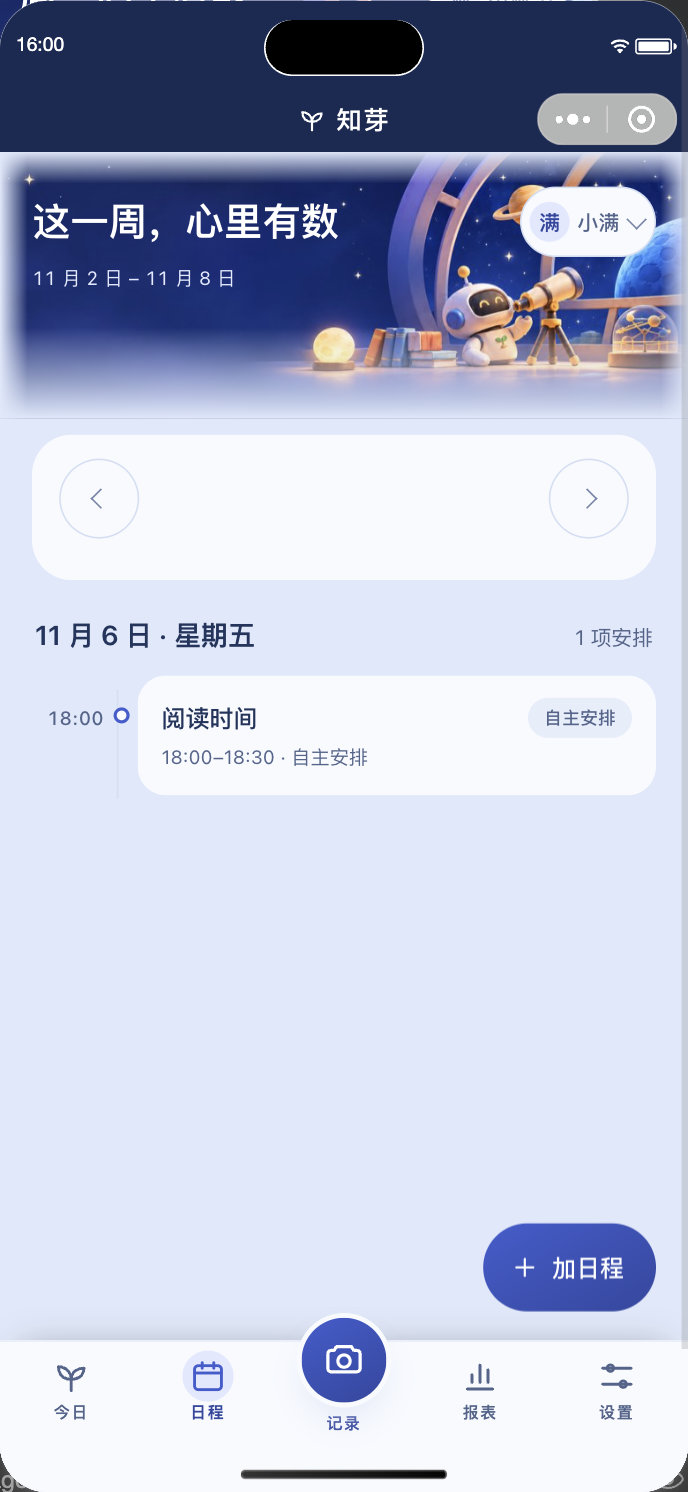 16:00
知芽
这一周，心里有数
满 小满
11 月 2 日 – 11 月 8 日
11 月 6 日 · 星期五
1 项安排
18:00
阅读时间
自主安排
18:00–18:30 · 自主安排
+ 加日程
今日
日程
记录
报表
设置